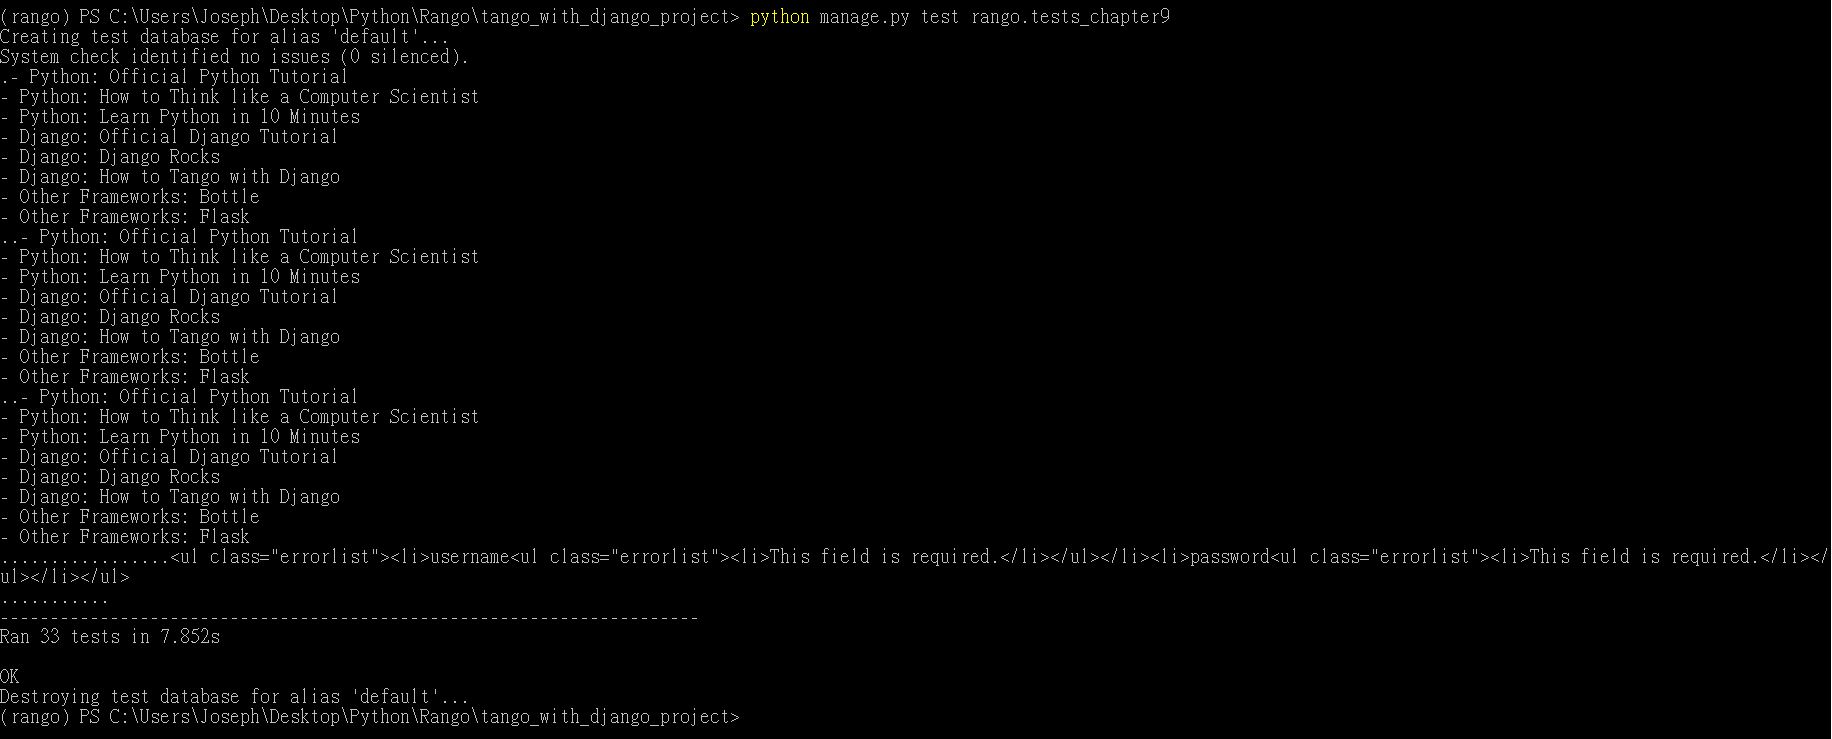 (rango) PS C:\Users\Joseph\Desktop\Python\Rango\tango_with_django_project> python manage.py test rango.tests_chapter9
Creating test database for alias 'default'...
System check identified no issues (0 silenced).
.- Python: Official Python Tutorial
- Python: How to Think like a Computer Scientist
- Python: Learn Python in 10 Minutes
- Django: Official Django Tutorial
- Django: Django Rocks
- Django: How to Tango with Django
- Other Frameworks: Bottle
- Other Frameworks: Flask
..- Python: Official Python Tutorial
- Python: How to Think like a Computer Scientist
- Python: Learn Python in 10 Minutes
- Django: Official Django Tutorial
- Django: Django Rocks
- Django: How to Tango with Django
- Other Frameworks: Bottle
- Other Frameworks: Flask
..- Python: Official Python Tutorial
- Python: How to Think like a Computer Scientist
- Python: Learn Python in 10 Minutes
- Django: Official Django Tutorial
- Django: Django Rocks
- Django: How to Tango with Django
- Other Frameworks: Bottle
- Other Frameworks: Flask
.................<ul class="errorlist"><li>username<ul class="errorlist"><li>This field is required.</li></ul></li><li>password<ul class="errorlist"><li>This field is required.</li></
ul></li></ul>
...........
----------------------------------------------------------------------
Ran 33 tests in 7.852s
OK
Destroying test database for alias 'default'...
(rango) PS C:\Users\Joseph\Desktop\Python\Rango\tango_with_django_project>